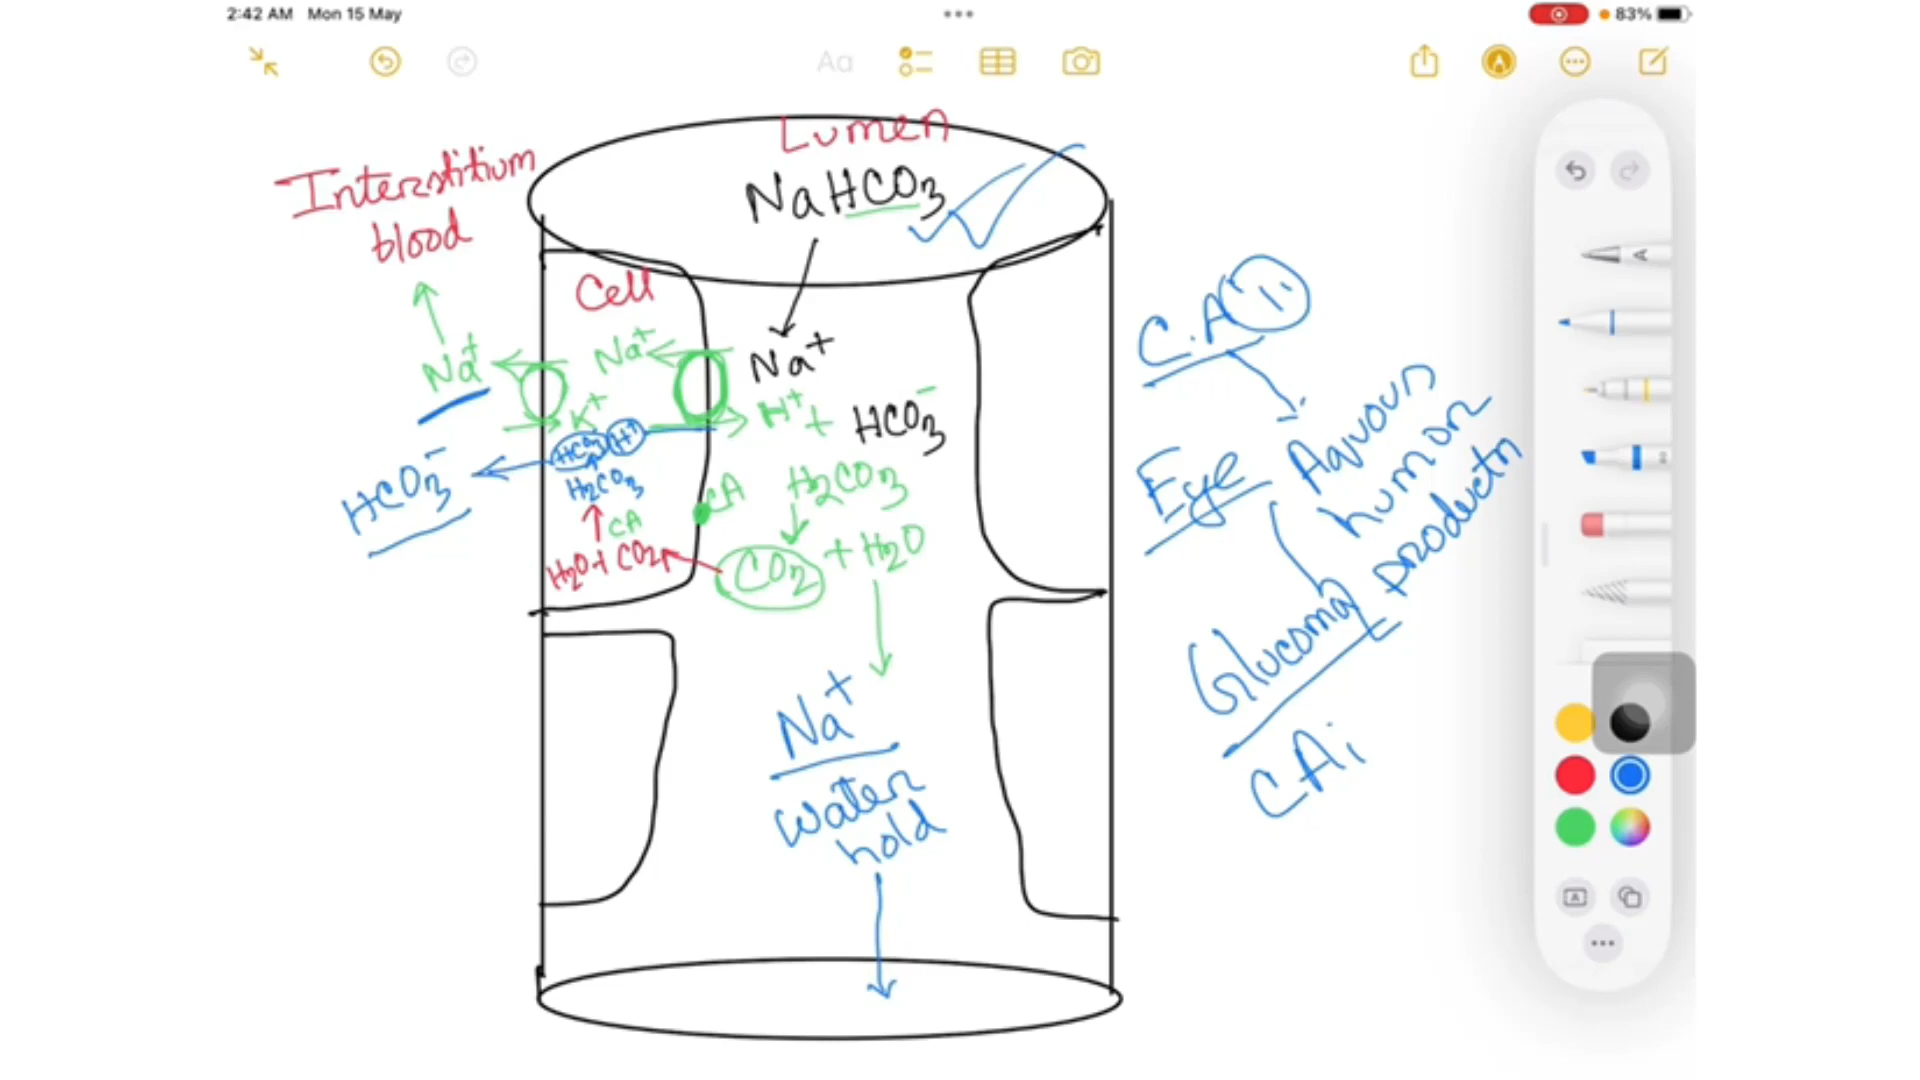 2:42 AM Mon 15 May
83%
Aa
Lumen
NaHCO3
Interstitium
blood
Cell
Na+
Na+
Na+
K+
H+ + HCO3-
HCO3- H+
HCO3-
H2CO3
CA
H2O+ CO2
CA
H2CO3
CO2 + H2O
Na+
Water
hold
C.A
Eye
Aqvous
humor
productn
Glucoma
CAi
A
A